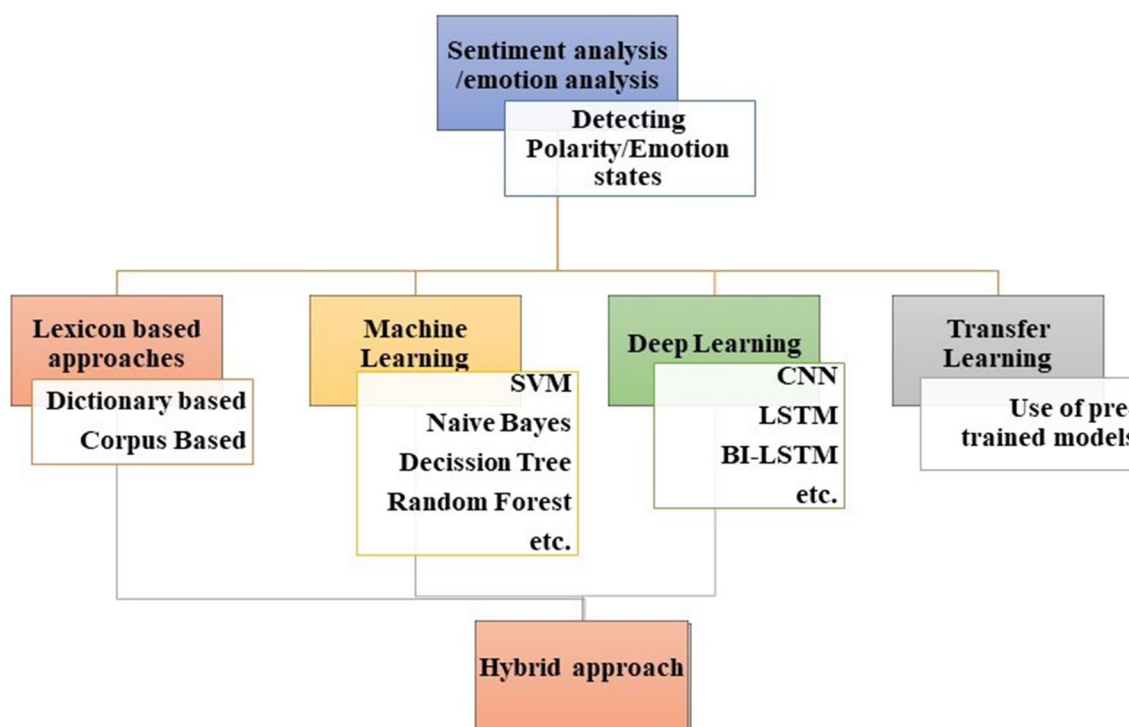 Sentiment analysis
/emotion analysis
Detecting
Polarity/Emotion
states
Lexicon based
approaches
Dictionary based
Corpus Based
Machine
Learning
SVM
Naive Bayes
Decission Tree
Random Forest
etc.
Deep Learning
CNN
LSTM
BI-LSTM
etc.
Transfer
Learning
Use of pre-
trained models
Hybrid approach